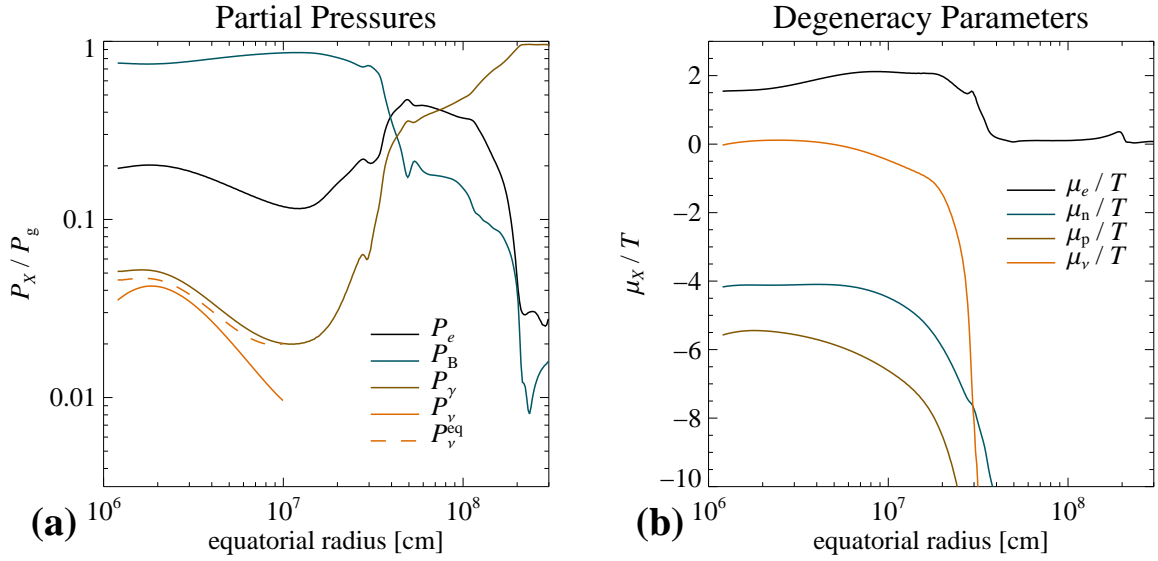 Partial Pressures
1
0.1
0.01
P_X / P_g
P_e
P_B
P_γ
P_ν
P_ν^eq
10^6
10^7
10^8
equatorial radius [cm]
(a)
Degeneracy Parameters
2
0
−2
−4
−6
−8
−10
μ_X / T
μ_e / T
μ_n / T
μ_p / T
μ_ν / T
10^6
10^7
10^8
equatorial radius [cm]
(b)